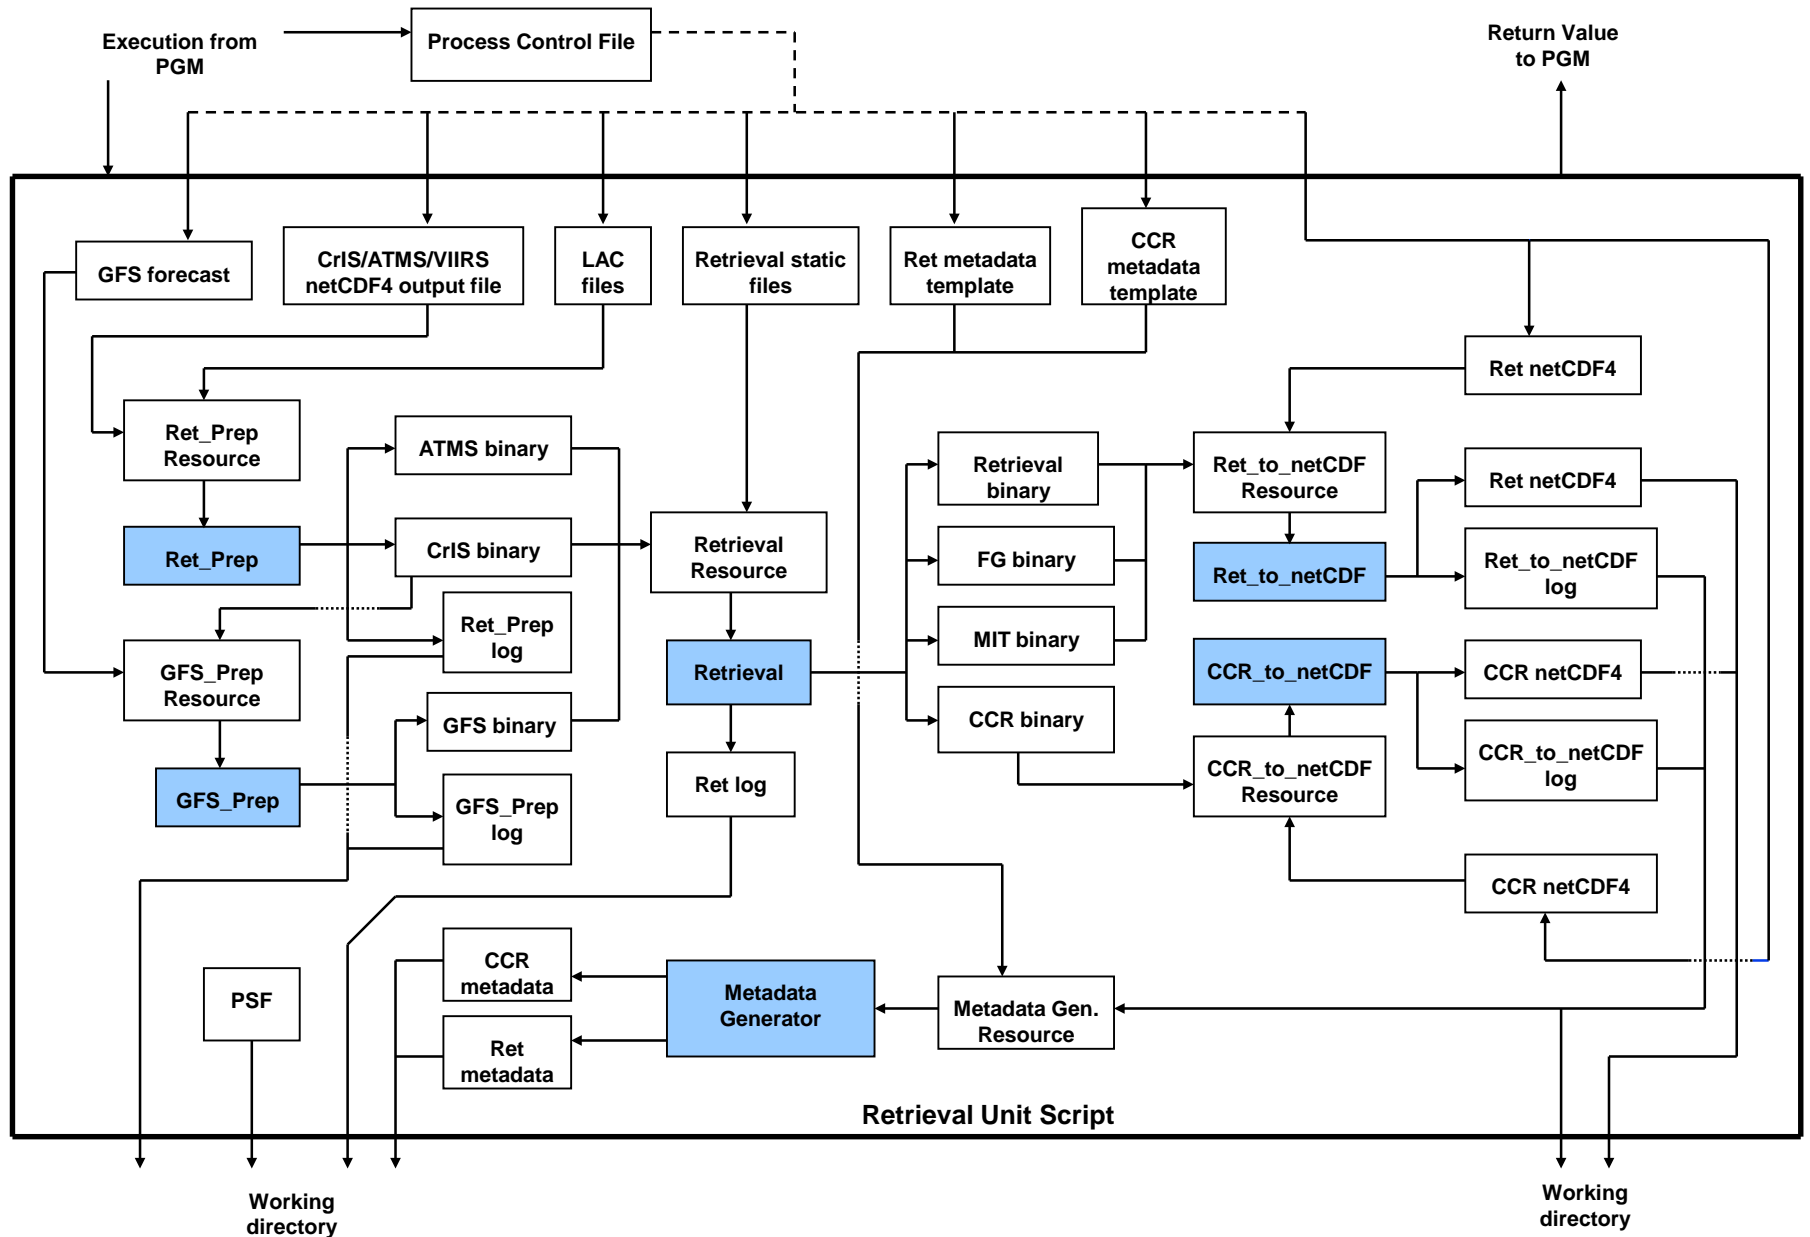 Execution from
PGM
Process Control File
Return Value
to PGM
GFS forecast
CrIS/ATMS/VIIRS
netCDF4 output file
LAC
files
Retrieval static
files
Ret metadata
template
CCR
metadata
template
Ret netCDF4
Ret_Prep
Resource
ATMS binary
Retrieval
binary
Ret_to_netCDF
Resource
Ret netCDF4
Ret_Prep
CrIS binary
Retrieval
Resource
FG binary
Ret_to_netCDF
Ret_to_netCDF
log
Ret_Prep
log
MIT binary
GFS_Prep
Resource
Retrieval
CCR_to_netCDF
CCR netCDF4
GFS binary
CCR binary
CCR_to_netCDF
Resource
CCR_to_netCDF
log
GFS_Prep
GFS_Prep
log
Ret log
CCR netCDF4
PSF
CCR
metadata
Metadata
Generator
Metadata Gen.
Resource
Ret
metadata
Retrieval Unit Script
Working
directory
Working
directory